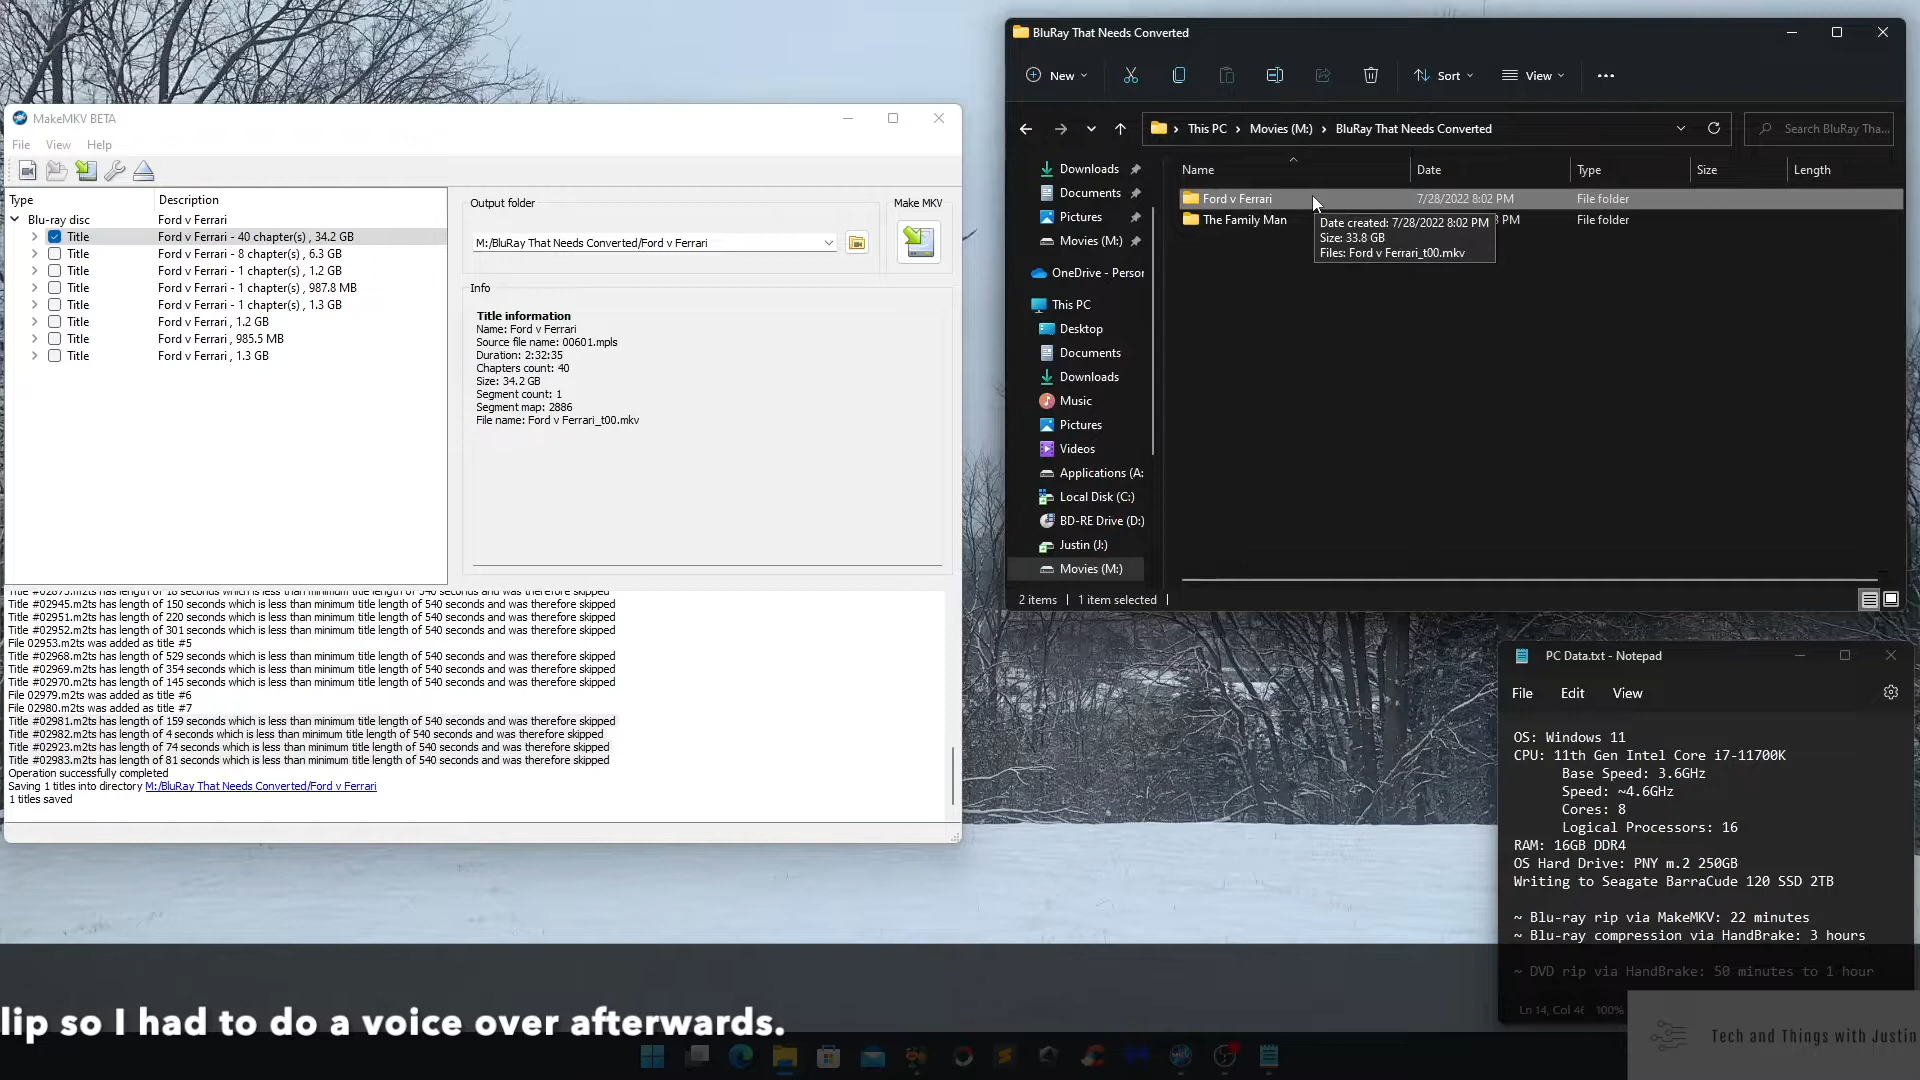 MakeMKV BETA
File View Help
Type Description
Blu-ray disc Ford v Ferrari
Title Ford v Ferrari - 40 chapter(s) , 34.2 GB
Title Ford v Ferrari - 8 chapter(s) , 6.3 GB
Title Ford v Ferrari - 1 chapter(s) , 1.2 GB
Title Ford v Ferrari - 1 chapter(s) , 987.8 MB
Title Ford v Ferrari - 1 chapter(s) , 1.3 GB
Title Ford v Ferrari , 1.2 GB
Title Ford v Ferrari , 985.5 MB
Title Ford v Ferrari , 1.3 GB
Output folder
Make MKV
M:/BluRay That Needs Converted/Ford v Ferrari
Info
Title information
Name: Ford v Ferrari
Source file name: 00601.mpls
Duration: 2:32:35
Chapters count: 40
Size: 34.2 GB
Segment count: 1
Segment map: 2886
File name: Ford v Ferrari_t00.mkv
Title #02945.m2ts has length of 150 seconds which is less than minimum title length of 540 seconds and was therefore skipped
Title #02951.m2ts has length of 220 seconds which is less than minimum title length of 540 seconds and was therefore skipped
Title #02952.m2ts has length of 301 seconds which is less than minimum title length of 540 seconds and was therefore skipped
File 02953.m2ts was added as title #5
Title #02968.m2ts has length of 529 seconds which is less than minimum title length of 540 seconds and was therefore skipped
Title #02969.m2ts has length of 354 seconds which is less than minimum title length of 540 seconds and was therefore skipped
Title #02970.m2ts has length of 145 seconds which is less than minimum title length of 540 seconds and was therefore skipped
File 02979.m2ts was added as title #6
File 02980.m2ts was added as title #7
Title #02981.m2ts has length of 159 seconds which is less than minimum title length of 540 seconds and was therefore skipped
Title #02982.m2ts has length of 4 seconds which is less than minimum title length of 540 seconds and was therefore skipped
Title #02923.m2ts has length of 74 seconds which is less than minimum title length of 540 seconds and was therefore skipped
Title #02983.m2ts has length of 81 seconds which is less than minimum title length of 540 seconds and was therefore skipped
Operation successfully completed
Saving 1 titles into directory M:/BluRay That Needs Converted/Ford v Ferrari
1 titles saved
BluRay That Needs Converted
New Sort View
This PC > Movies (M:) > BluRay That Needs Converted
Search BluRay Tha...
Downloads
Documents
Pictures
Movies (M:)
OneDrive - Person
This PC
Desktop
Documents
Downloads
Music
Pictures
Videos
Applications (A:
Local Disk (C:)
BD-RE Drive (D:)
Justin (J:)
Movies (M:)
Name Date Type Size Length
Ford v Ferrari 7/28/2022 8:02 PM File folder
The Family Man PM File folder
Date created: 7/28/2022 8:02 PM
Size: 33.8 GB
Files: Ford v Ferrari_t00.mkv
2 items | 1 item selected |
PC Data.txt - Notepad
File Edit View
OS: Windows 11
CPU: 11th Gen Intel Core i7-11700K
Base Speed: 3.6GHz
Speed: ~4.6GHz
Cores: 8
Logical Processors: 16
RAM: 16GB DDR4
OS Hard Drive: PNY m.2 250GB
Writing to Seagate BarraCude 120 SSD 2TB
~ Blu-ray rip via MakeMKV: 22 minutes
~ Blu-ray compression via HandBrake: 3 hours
~ DVD rip via HandBrake: 50 minutes to 1 hour
Ln 14, Col 46 100%
lip so I had to do a voice over afterwards.
Tech and Things with Justin